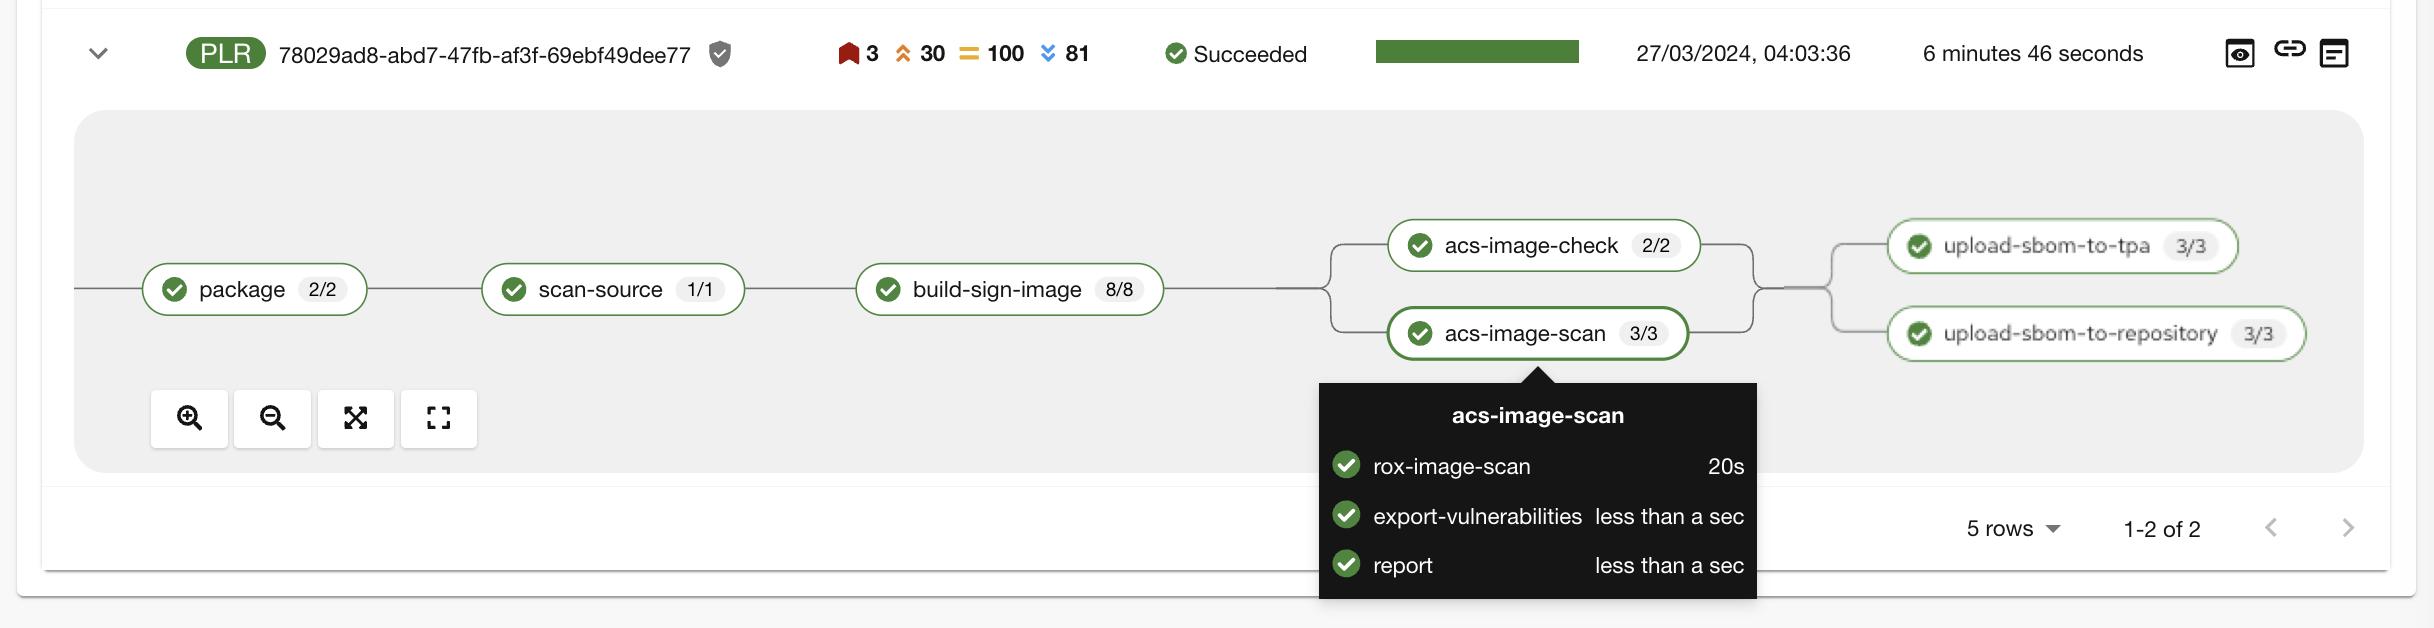 PLR 78029ad8-abd7-47fb-af3f-69ebf49dee77 3 30 100 81 Succeeded 27/03/2024, 04:03:36 6 minutes 46 seconds
acs-image-check 2/2 upload-sbom-to-tpa 3/3
package 2/2 scan-source 1/1 build-sign-image 8/8
acs-image-scan 3/3 upload-sbom-to-repository 3/3
acs-image-scan
rox-image-scan 20s
export-vulnerabilities less than a sec
report less than a sec
5 rows 1-2 of 2